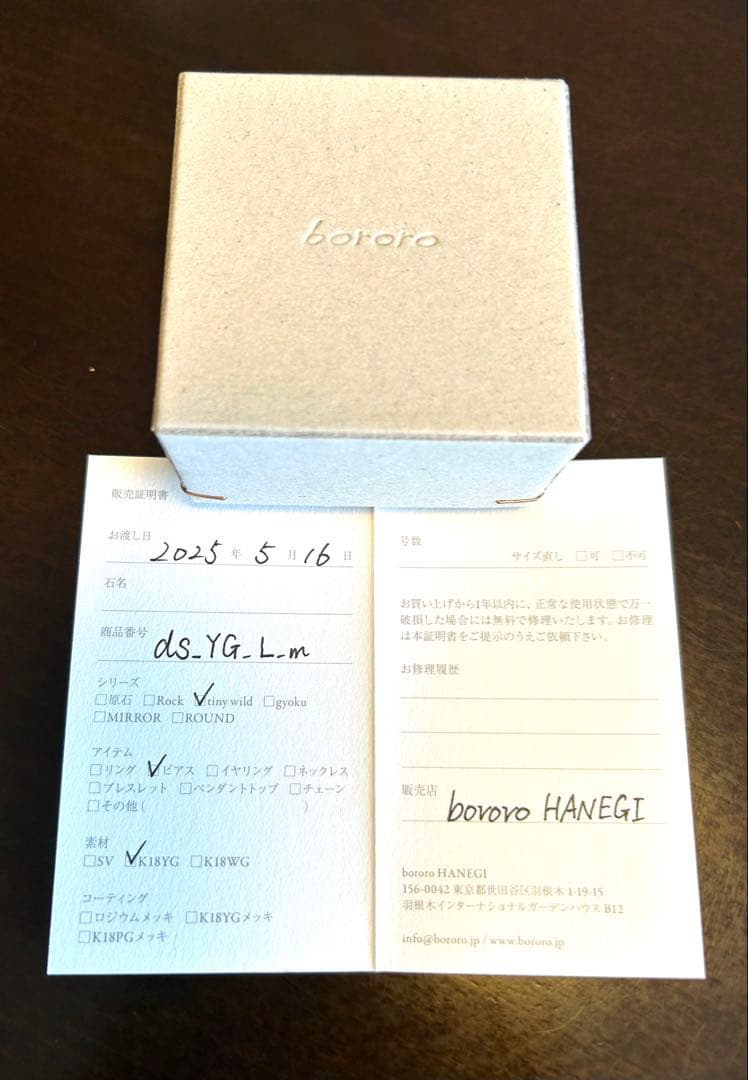 bororo
販売証明書
お渡し日
2025 年 5 月 16 日
石名
商品番号
ds_YG_L_m
シリーズ
□原石 □Rock ☑tiny wild □gyoku
□MIRROR □ROUND
アイテム
□リング ☑ピアス □イヤリング □ネックレス
□ブレスレット □ペンダントトップ □チェーン
□その他( )
素材
□SV ☑K18YG □K18WG
コーティング
□ロジウムメッキ □K18YGメッキ
□K18PGメッキ
号数
サイズ直し □可 □不可
お買い上げから1年以内に、正常な使用状態で万一
破損した場合には無料で修理いたします。お修理
は本証明書をご提示のうえご依頼下さい。
お修理履歴
販売店
bororo HANEGI
bororo HANEGI
156-0042 東京都世田谷区羽根木 1-19-15
羽根木インターナショナルガーデンハウス B12
info@bororo.jp / www.bororo.jp